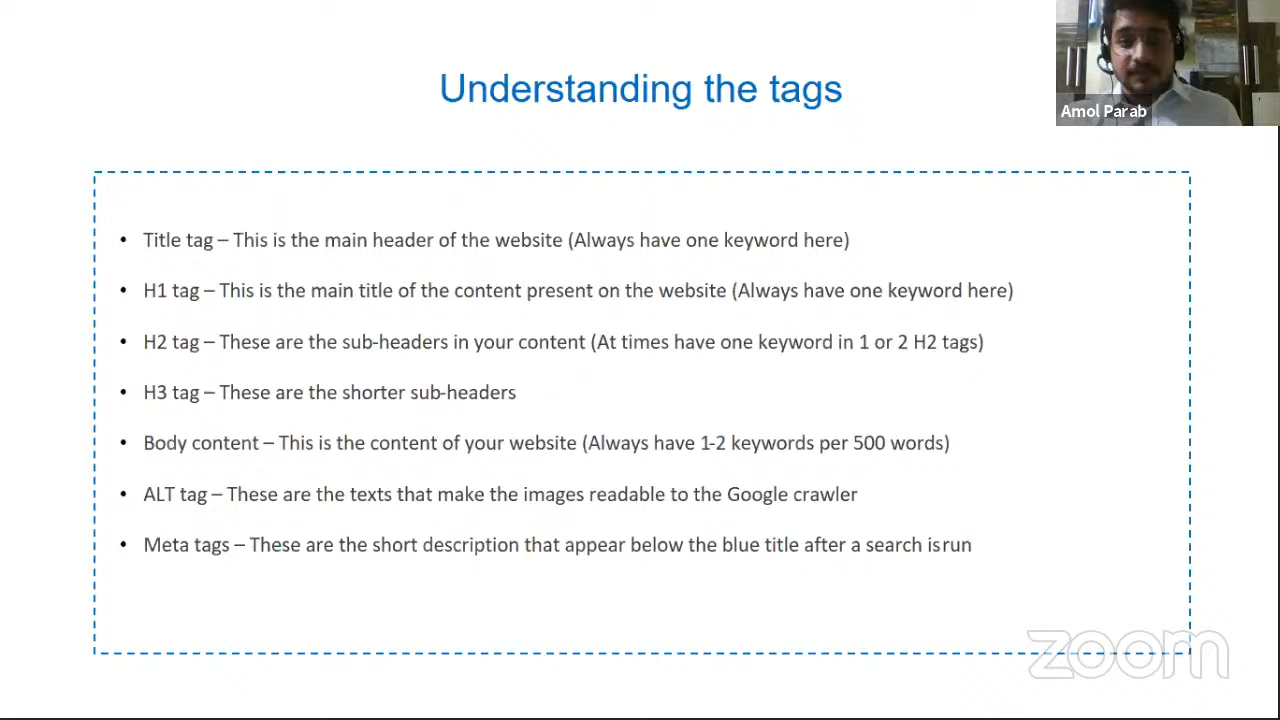 Understanding the tags
Amol Parab
• Title tag – This is the main header of the website (Always have one keyword here)
• H1 tag – This is the main title of the content present on the website (Always have one keyword here)
• H2 tag – These are the sub-headers in your content (At times have one keyword in 1 or 2 H2 tags)
• H3 tag – These are the shorter sub-headers
• Body content – This is the content of your website (Always have 1-2 keywords per 500 words)
• ALT tag – These are the texts that make the images readable to the Google crawler
• Meta tags – These are the short description that appear below the blue title after a search is run
zoom